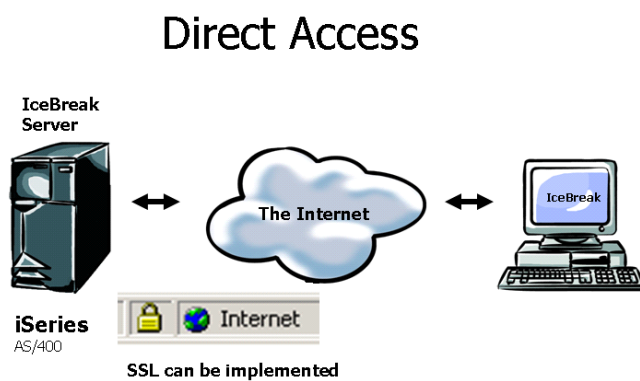 Direct Access
IceBreak
Server
The Internet
IceBreak
iSeries
AS/400
Internet
SSL can be implemented